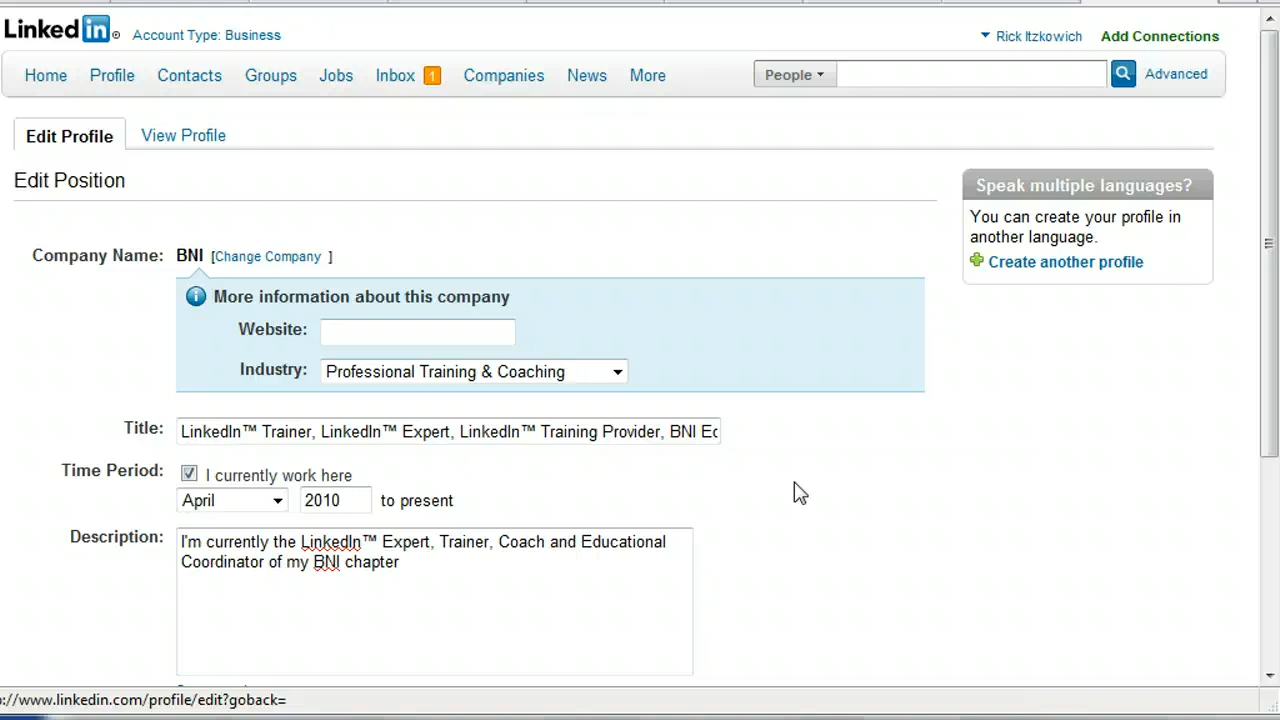 Linked in ® Account Type: Business
Rick Itzkowich Add Connections
Home Profile Contacts Groups Jobs Inbox 1 Companies News More People Advanced
Edit Profile View Profile
Edit Position
Speak multiple languages?
You can create your profile in
another language.
Create another profile
Company Name: BNI [Change Company ]
More information about this company
Website:
Industry: Professional Training & Coaching
Title: LinkedIn™ Trainer, LinkedIn™ Expert, LinkedIn™ Training Provider, BNI
Time Period: I currently work here
April 2010 to present
Description: I'm currently the LinkedIn™ Expert, Trainer, Coach and Educational
Coordinator of my BNI chapter
://www.linkedin.com/profile/edit?goback=